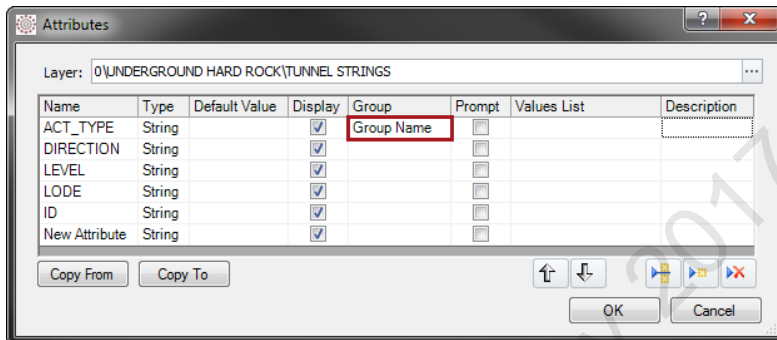 Attributes
Layer: 0\UNDERGROUND HARD ROCK\TUNNEL STRINGS ...
Name Type Default Value Display Group Prompt Values List Description
ACT_TYPE String Group Name
DIRECTION String
LEVEL String
LODE String
ID String
New Attribute String
Copy From Copy To
OK Cancel
2017